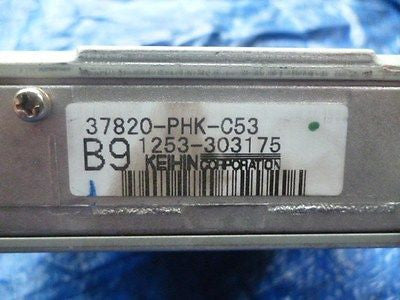 37820-PHK-C53
B9 1253-303175
KEIHIN CORPORATION